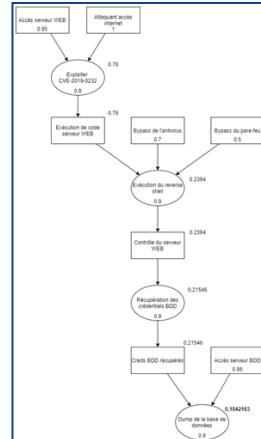 Accès serveur WEB
0.95
Attaquant accès
internet
1
0.76
Exploiter
CVE-2019-0232
0.9
0.76
Exécution de code
serveur WEB
Bypass de l'antivirus
0.7
Bypass du pare-feu
0.5
0.2394
Exécution du reverse
shell
0.9
0.2394
Contrôle du serveur
WEB
0,21546
Récupération des
crédentials BDD
0.9
0,21546
Creds BDD récupérés
Accès serveur BDD
0.95
0,1842183
Dump de la base de
données
0.9